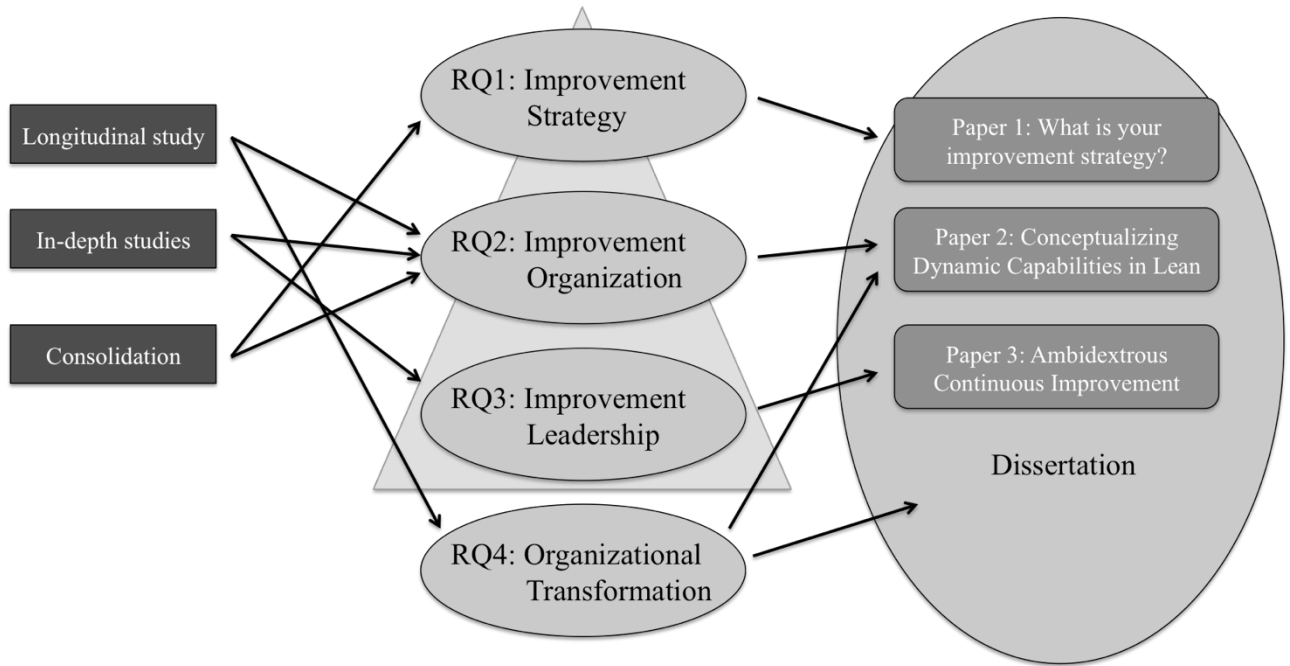 Longitudinal study
In-depth studies
Consolidation
RQ1: Improvement
Strategy
RQ2: Improvement
Organization
RQ3: Improvement
Leadership
RQ4: Organizational
Transformation
Paper 1: What is your
improvement strategy?
Paper 2: Conceptualizing
Dynamic Capabilities in Lean
Paper 3: Ambidextrous
Continuous Improvement
Dissertation